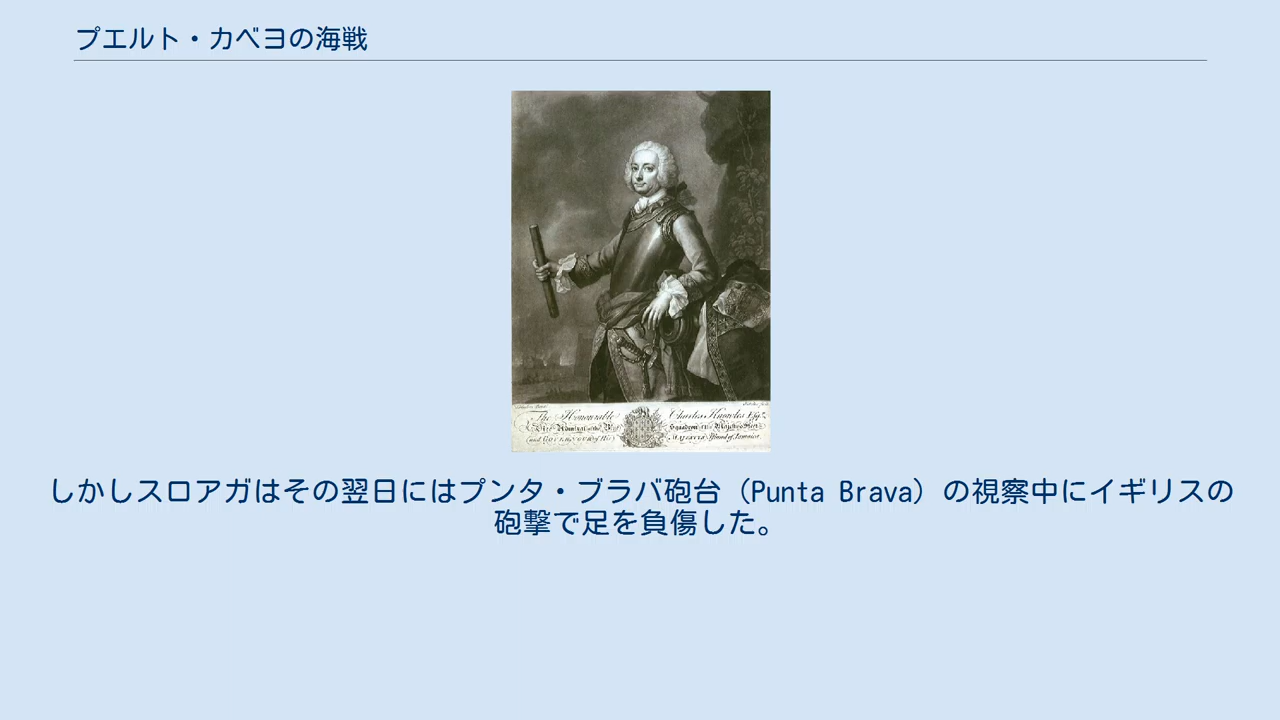 プエルト・カベヨの海戦
The Honourable Charles Knowles Esqr.
しかしスロアガはその翌日にはプンタ・ブラバ砲台（Punta Brava）の視察中にイギリスの
砲撃で足を負傷した。